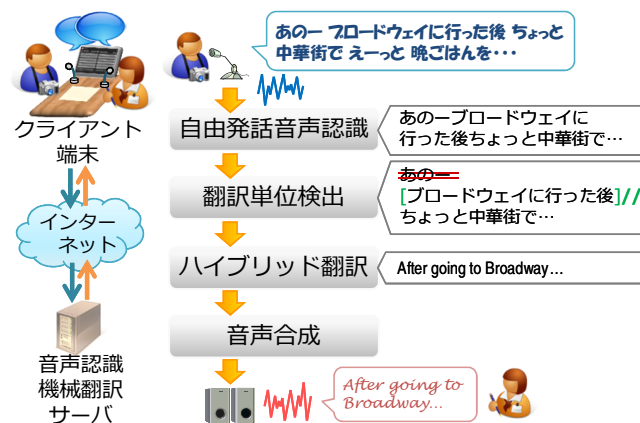 あのー ブロードウェイに行った後 ちょっと
中華街で えーっと 晩ごはんを・・・
クライアント
端末
インター
ネット
音声認識
機械翻訳
サーバ
自由発話音声認識
あのーブロードウェイに
行った後ちょっと中華街で…
翻訳単位検出
あのー
[ブロードウェイに行った後]//
ちょっと中華街で…
ハイブリッド翻訳
After going to Broadway…
音声合成
After going to
Broadway…